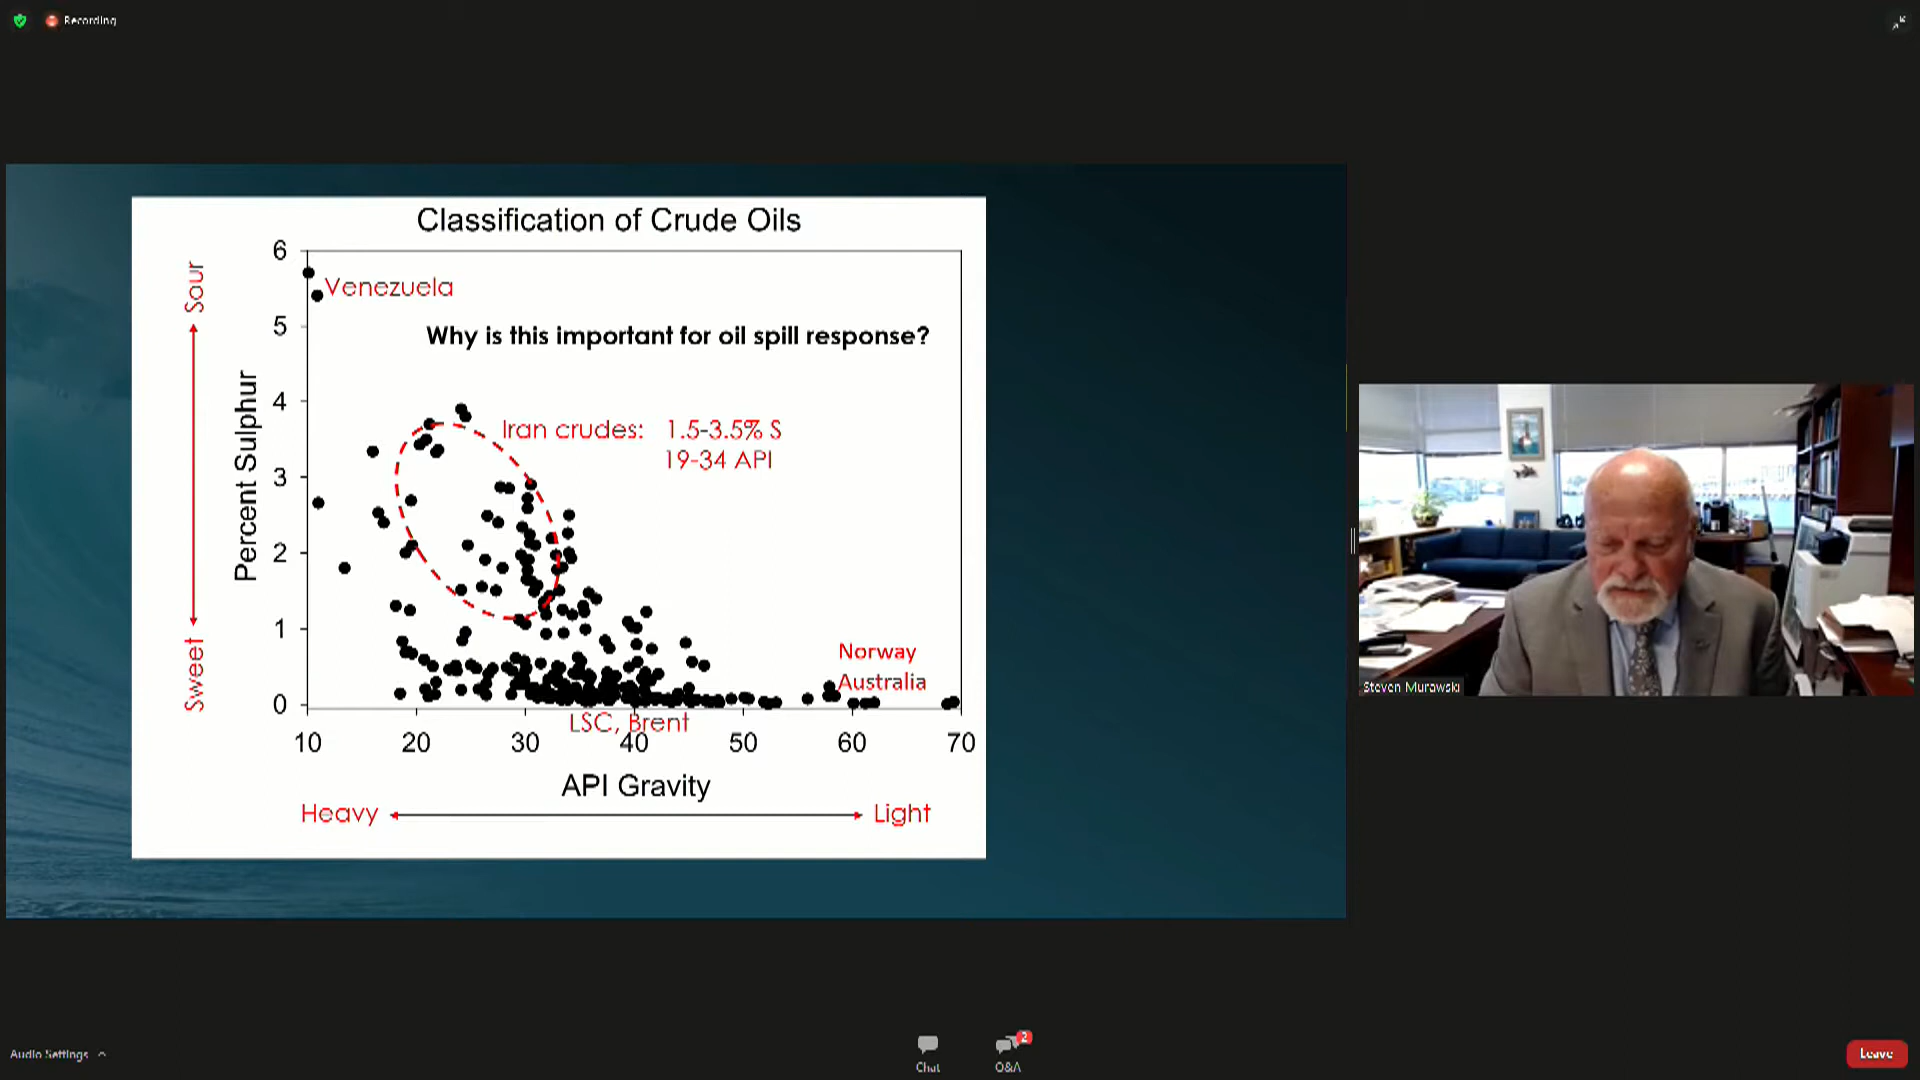 Recording
Classification of Crude Oils
6
5
4
3
2
1
0
Sour
Sweet
Percent Sulphur
Venezuela
Why is this important for oil spill response?
Iran crudes: 1.5-3.5% S
19-34 API
Norway
Australia
LSC, Brent
10 20 30 40 50 60 70
API Gravity
Heavy
Light
Steven Murawski
Audio Settings
Chat
2
Q&A
Leave